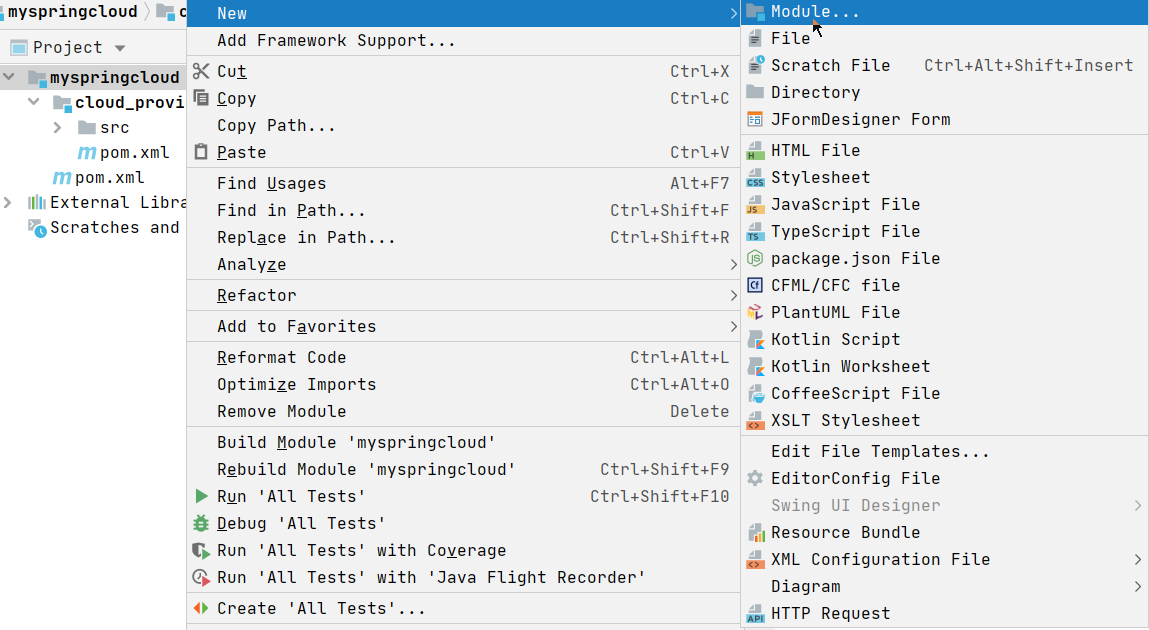 myspringcloud
c
Project
myspringcloud
cloud_provi
src
pom.xml
pom.xml
External Libra
Scratches and
New
Add Framework Support...
Cut Ctrl+X
Copy Ctrl+C
Copy Path...
Paste Ctrl+V
Find Usages Alt+F7
Find in Path... Ctrl+Shift+F
Replace in Path... Ctrl+Shift+R
Analyze
Refactor
Add to Favorites
Reformat Code Ctrl+Alt+L
Optimize Imports Ctrl+Alt+O
Remove Module Delete
Build Module 'myspringcloud'
Rebuild Module 'myspringcloud' Ctrl+Shift+F9
Run 'All Tests' Ctrl+Shift+F10
Debug 'All Tests'
Run 'All Tests' with Coverage
Run 'All Tests' with 'Java Flight Recorder'
Create 'All Tests'...
Module...
File
Scratch File Ctrl+Alt+Shift+Insert
Directory
JFormDesigner Form
HTML File
Stylesheet
JavaScript File
TypeScript File
package.json File
CFML/CFC file
PlantUML File
Kotlin Script
Kotlin Worksheet
CoffeeScript File
XSLT Stylesheet
Edit File Templates...
EditorConfig File
Swing UI Designer
Resource Bundle
XML Configuration File
Diagram
HTTP Request